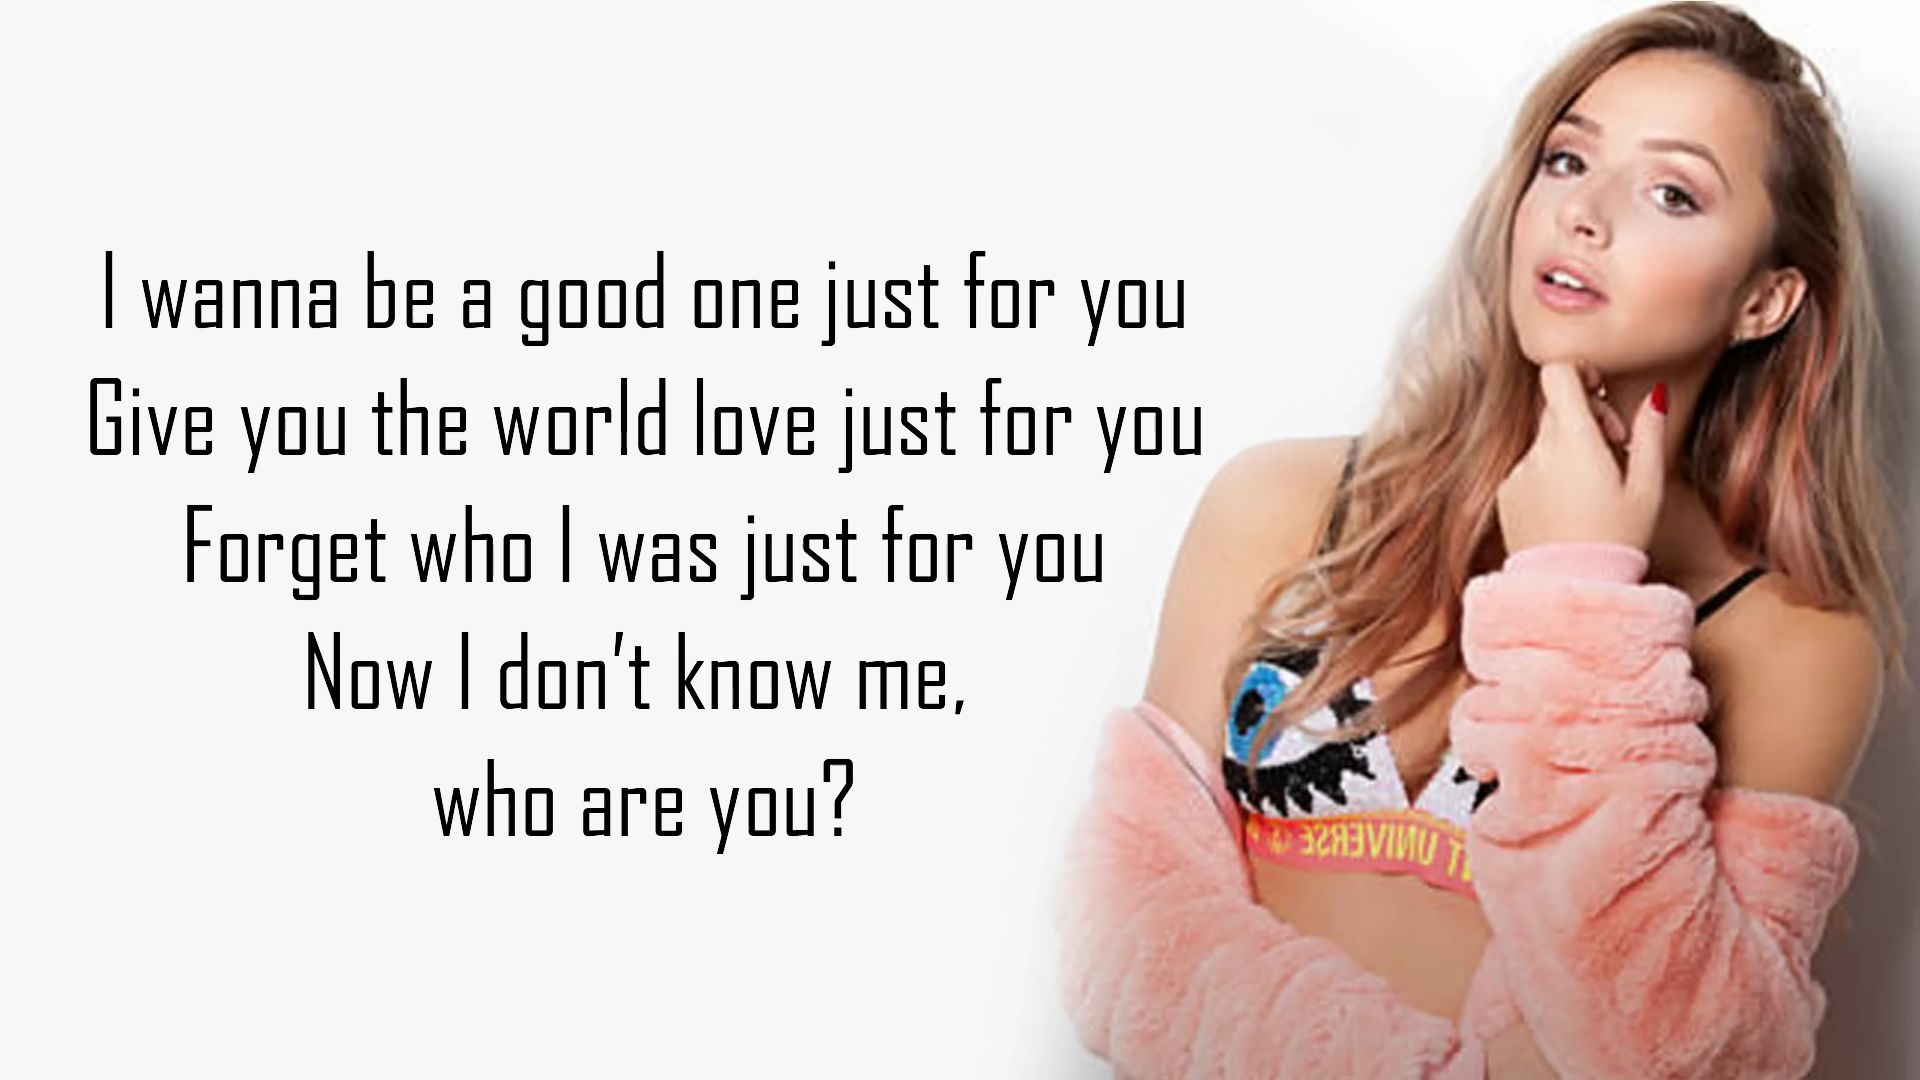 I wanna be a good one just for you
Give you the world love just for you
Forget who I was just for you
Now I don't know me,
who are you?
UNIVERSE